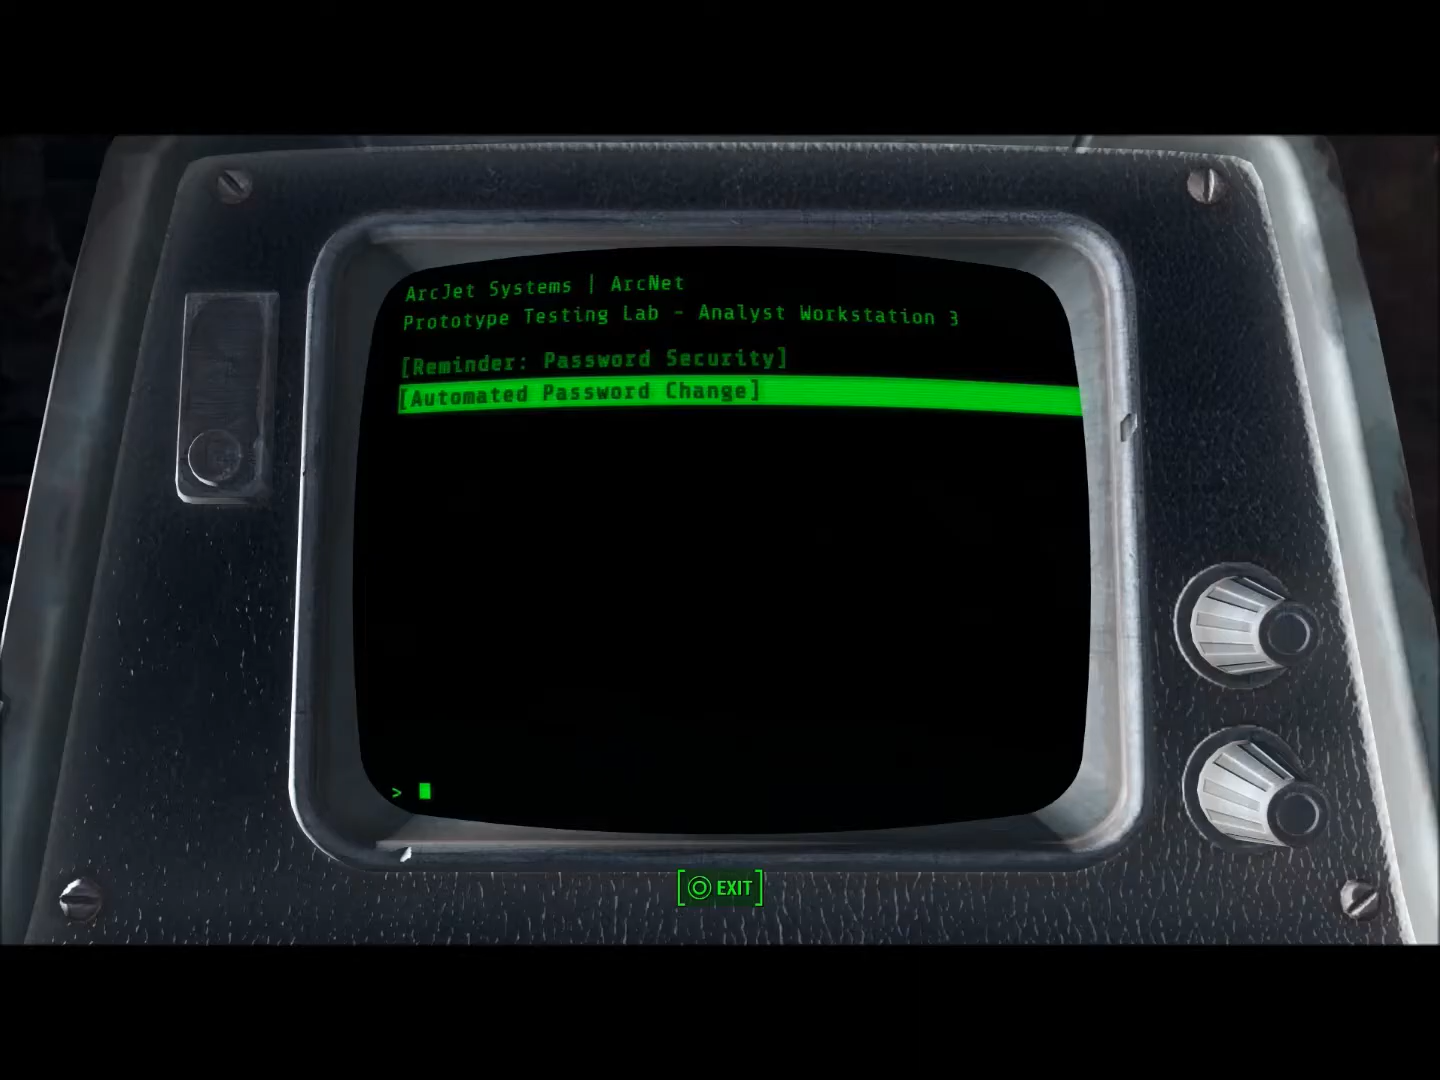 ArcJet Systems | ArcNet
Prototype Testing Lab - Analyst Workstation 3
[Reminder: Password Security]
[Automated Password Change]
>
[ EXIT]